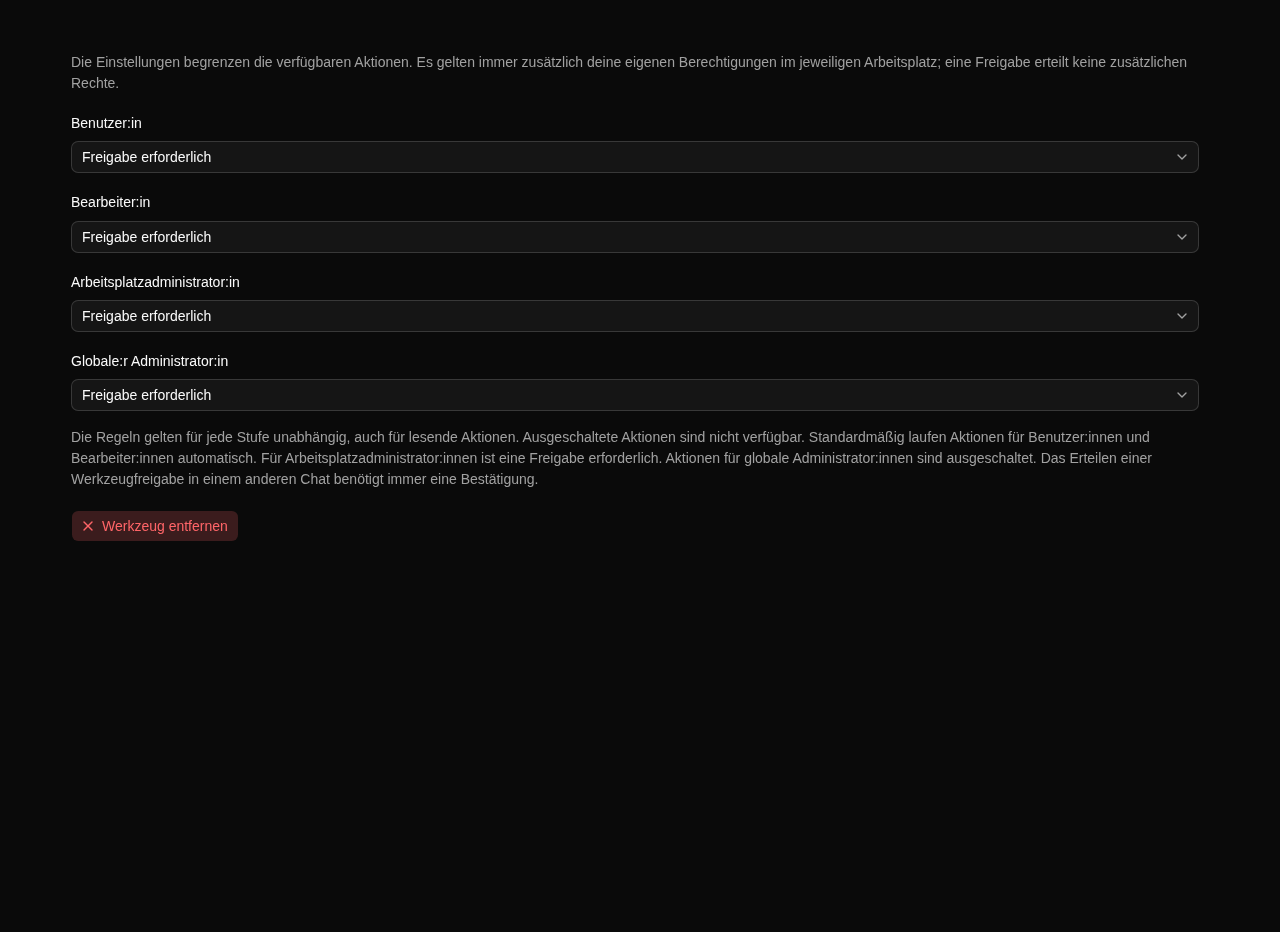 Die Einstellungen begrenzen die verfügbaren Aktionen. Es gelten immer zusätzlich deine eigenen Berechtigungen im jeweiligen Arbeitsplatz; eine Freigabe erteilt keine zusätzlichen
Rechte.
Benutzer:in
Freigabe erforderlich
Bearbeiter:in
Freigabe erforderlich
Arbeitsplatzadministrator:in
Freigabe erforderlich
Globale:r Administrator:in
Freigabe erforderlich
Die Regeln gelten für jede Stufe unabhängig, auch für lesende Aktionen. Ausgeschaltete Aktionen sind nicht verfügbar. Standardmäßig laufen Aktionen für Benutzer:innen und
Bearbeiter:innen automatisch. Für Arbeitsplatzadministrator:innen ist eine Freigabe erforderlich. Aktionen für globale Administrator:innen sind ausgeschaltet. Das Erteilen einer
Werkzeugfreigabe in einem anderen Chat benötigt immer eine Bestätigung.
Werkzeug entfernen